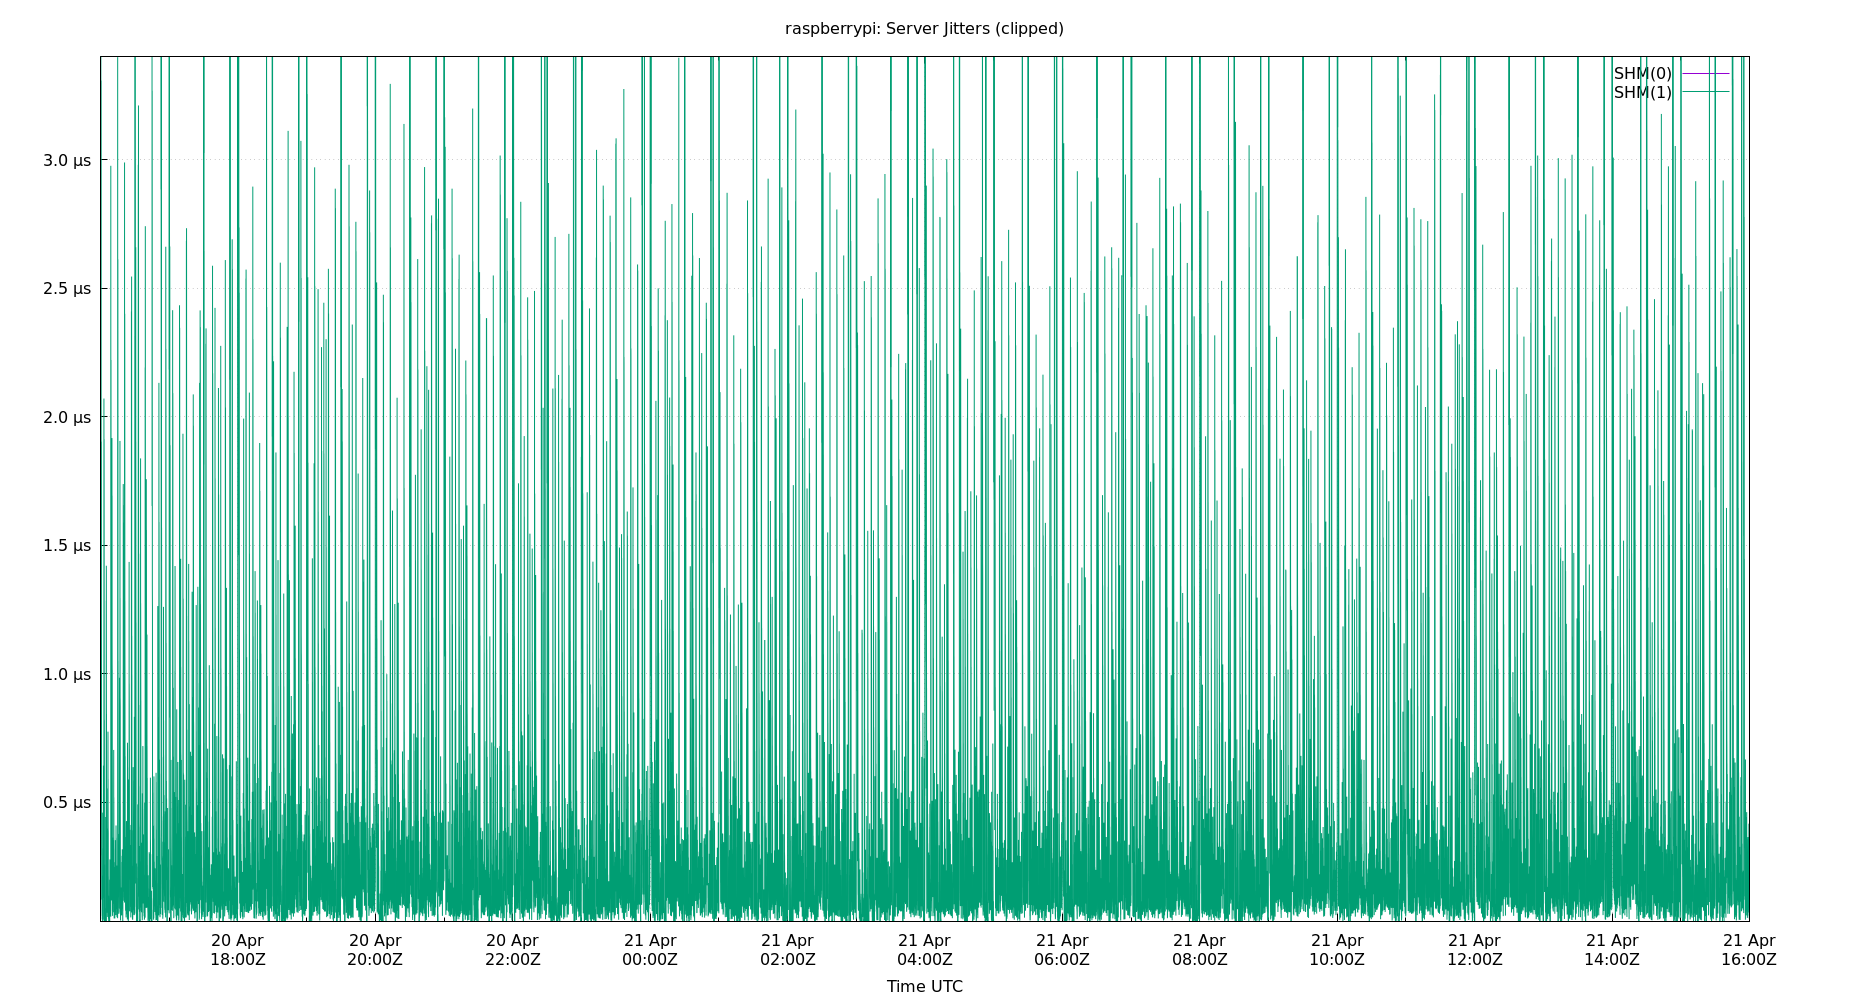 raspberrypi: Server Jitters (clipped)
SHM(0)
SHM(1)
3.0 µs
2.5 µs
2.0 µs
1.5 µs
1.0 µs
0.5 µs
20 Apr 20 Apr 20 Apr 21 Apr 21 Apr 21 Apr 21 Apr 21 Apr 21 Apr 21 Apr 21 Apr 21 Apr
18:00Z 20:00Z 22:00Z 00:00Z 02:00Z 04:00Z 06:00Z 08:00Z 10:00Z 12:00Z 14:00Z 16:00Z
Time UTC